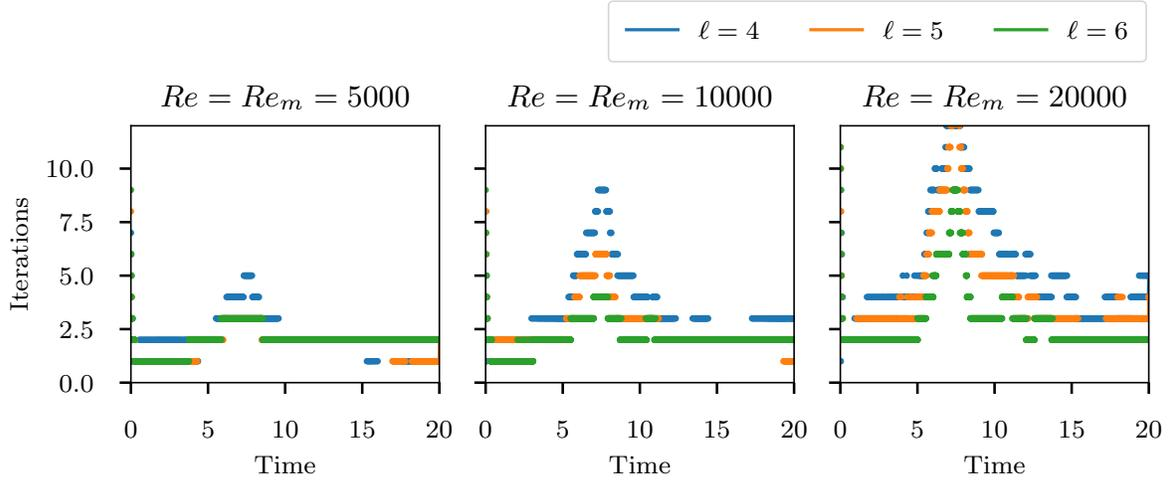 ℓ = 4 ℓ = 5 ℓ = 6
Re = Re_m = 5000 Re = Re_m = 10000 Re = Re_m = 20000
Iterations
10.0
7.5
5.0
2.5
0.0
0 5 10 15 20 0 5 10 15 20 0 5 10 15 20
Time Time Time